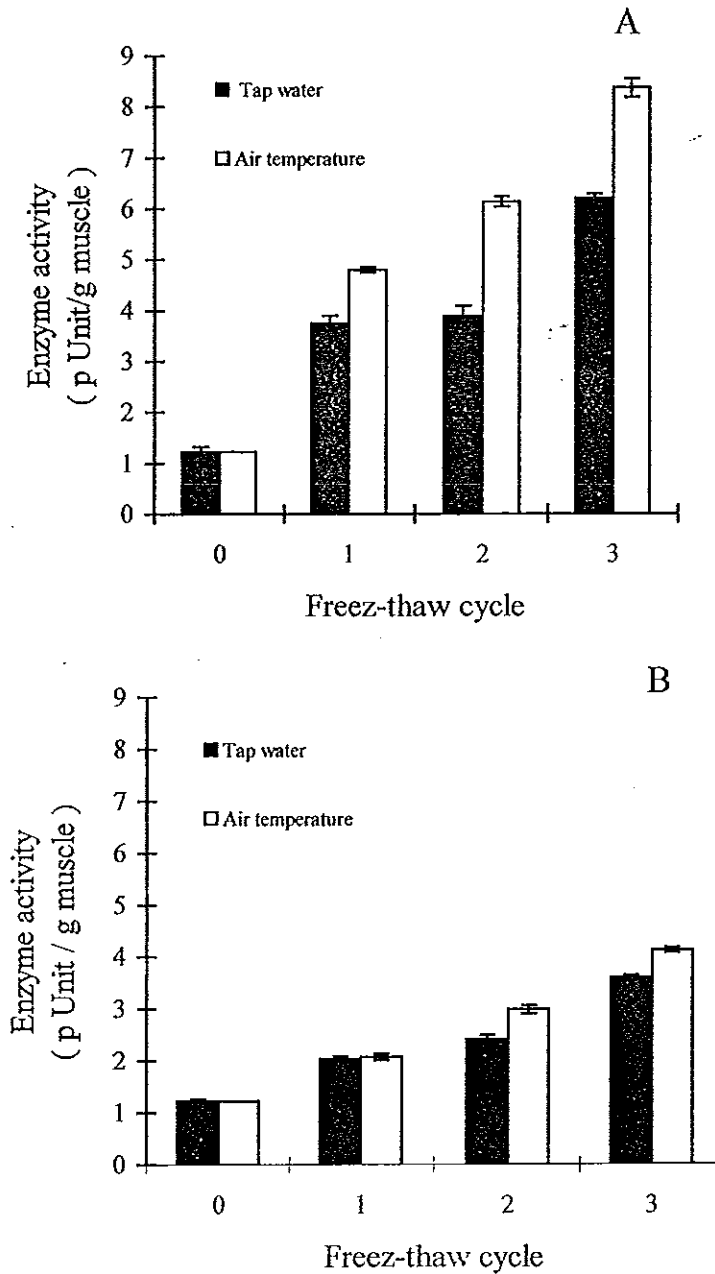 A
9
8
7
6
5
4
3
2
1
0
Enzyme activity
( p Unit/g muscle )
Tap water
Air temperature
0 1 2 3
Freez-thaw cycle
B
9
8
7
6
5
4
3
2
1
0
Enzyme activity
( p Unit / g muscle )
Tap water
Air temperature
0 1 2 3
Freez-thaw cycle